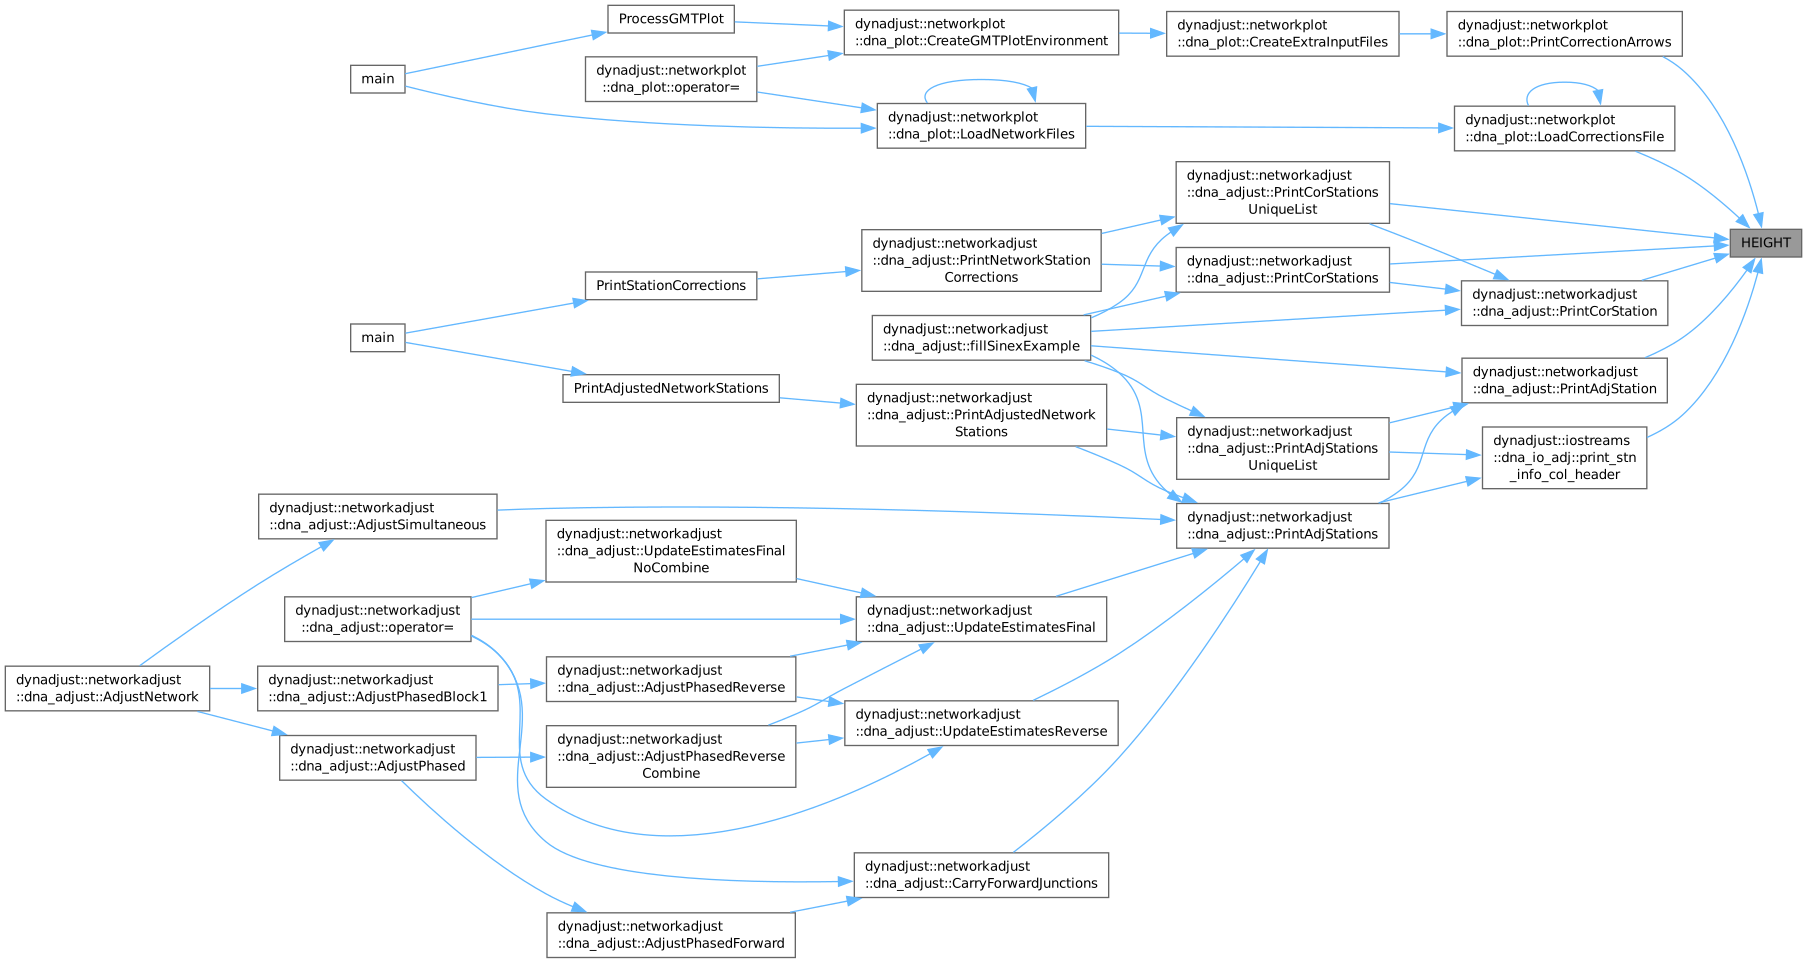 ProcessGMTPlot
dynadjust::networkplot
::dna_plot::CreateGMTPlotEnvironment
dynadjust::networkplot
::dna_plot::CreateExtraInputFiles
dynadjust::networkplot
::dna_plot::PrintCorrectionArrows
main
dynadjust::networkplot
::dna_plot::operator=
dynadjust::networkplot
::dna_plot::LoadNetworkFiles
dynadjust::networkplot
::dna_plot::LoadCorrectionsFile
dynadjust::networkadjust
::dna_adjust::PrintCorStations
UniqueList
HEIGHT
dynadjust::networkadjust
::dna_adjust::PrintNetworkStation
Corrections
dynadjust::networkadjust
::dna_adjust::PrintCorStations
PrintStationCorrections
dynadjust::networkadjust
::dna_adjust::PrintCorStation
main
dynadjust::networkadjust
::dna_adjust::fillSinexExample
dynadjust::networkadjust
::dna_adjust::PrintAdjStation
PrintAdjustedNetworkStations
dynadjust::networkadjust
::dna_adjust::PrintAdjustedNetwork
Stations
dynadjust::networkadjust
::dna_adjust::PrintAdjStations
UniqueList
dynadjust::iostreams
::dna_io_adj::print_stn
_info_col_header
dynadjust::networkadjust
::dna_adjust::AdjustSimultaneous
dynadjust::networkadjust
::dna_adjust::PrintAdjStations
dynadjust::networkadjust
::dna_adjust::UpdateEstimatesFinal
NoCombine
dynadjust::networkadjust
::dna_adjust::operator=
dynadjust::networkadjust
::dna_adjust::UpdateEstimatesFinal
dynadjust::networkadjust
::dna_adjust::AdjustNetwork
dynadjust::networkadjust
::dna_adjust::AdjustPhasedBlock1
dynadjust::networkadjust
::dna_adjust::AdjustPhasedReverse
dynadjust::networkadjust
::dna_adjust::UpdateEstimatesReverse
dynadjust::networkadjust
::dna_adjust::AdjustPhased
dynadjust::networkadjust
::dna_adjust::AdjustPhasedReverse
Combine
dynadjust::networkadjust
::dna_adjust::CarryForwardJunctions
dynadjust::networkadjust
::dna_adjust::AdjustPhasedForward